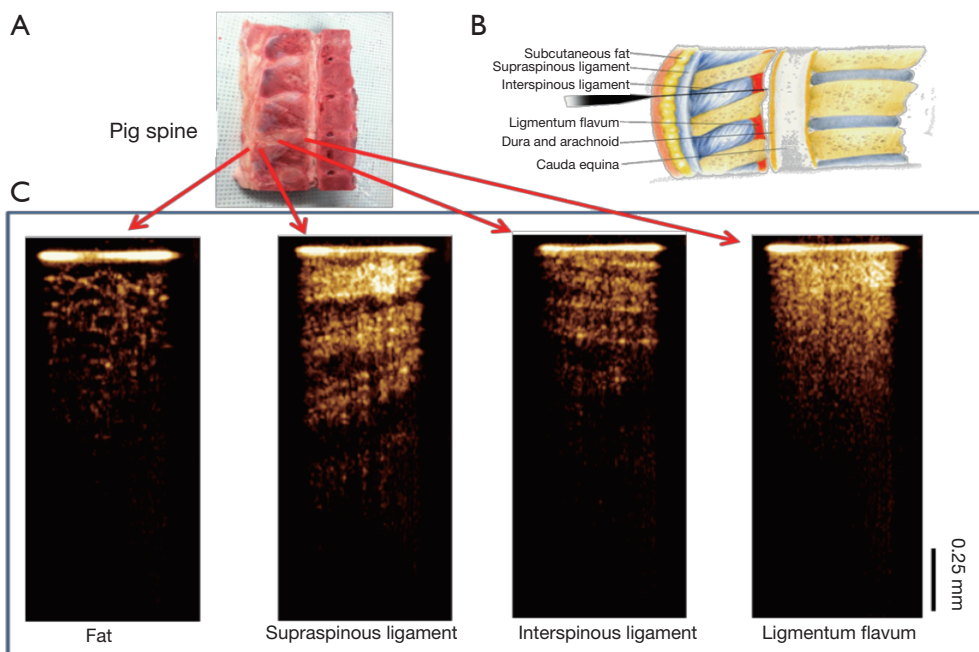 A
Pig spine
B
Subcutaneous fat
Supraspinous ligament
Interspinous ligament
Ligmentum flavum
Dura and arachnoid
Cauda equina
C
0.25 mm
Fat
Supraspinous ligament
Interspinous ligament
Ligmentum flavum